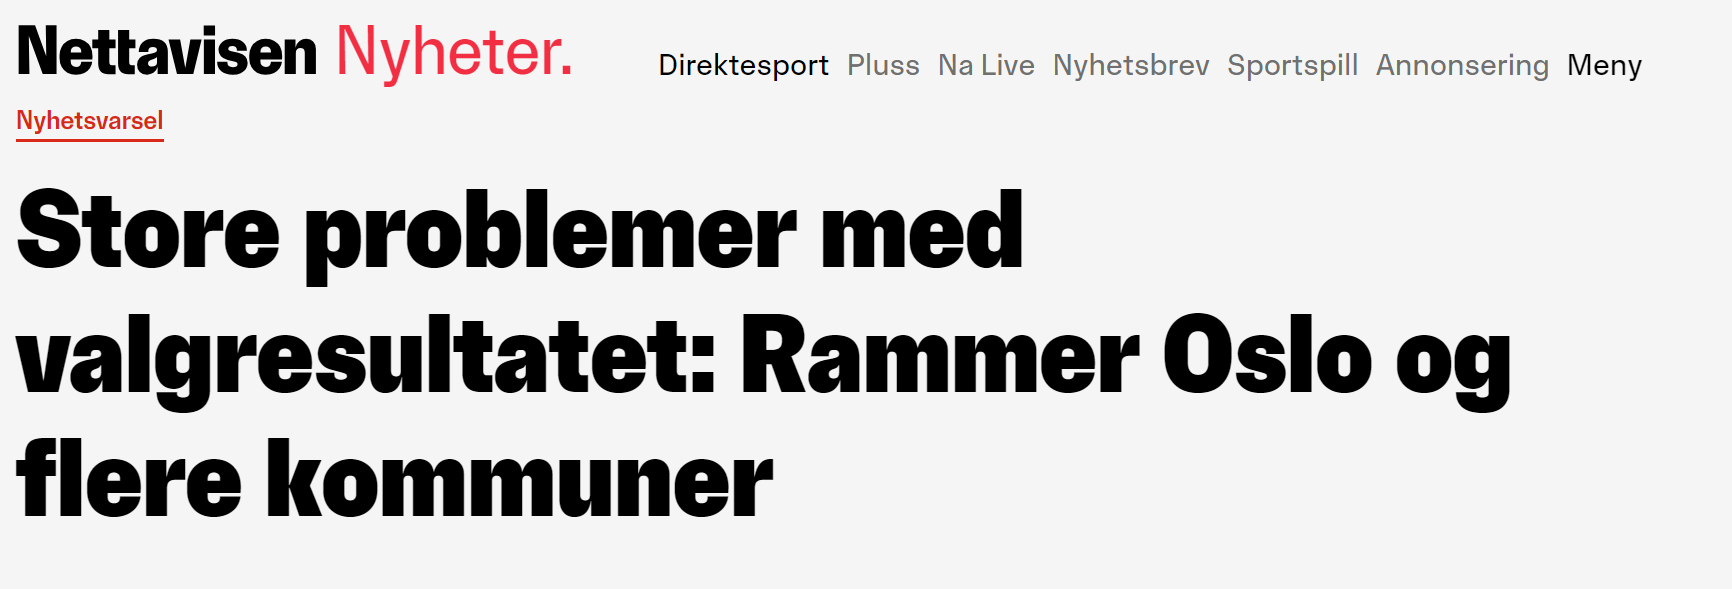 Nettavisen Nyheter.
Direktesport Pluss Na Live Nyhetsbrev Sportspill Annonsering Meny
Nyhetsvarsel
Store problemer med
valgresultatet: Rammer Oslo og
flere kommuner